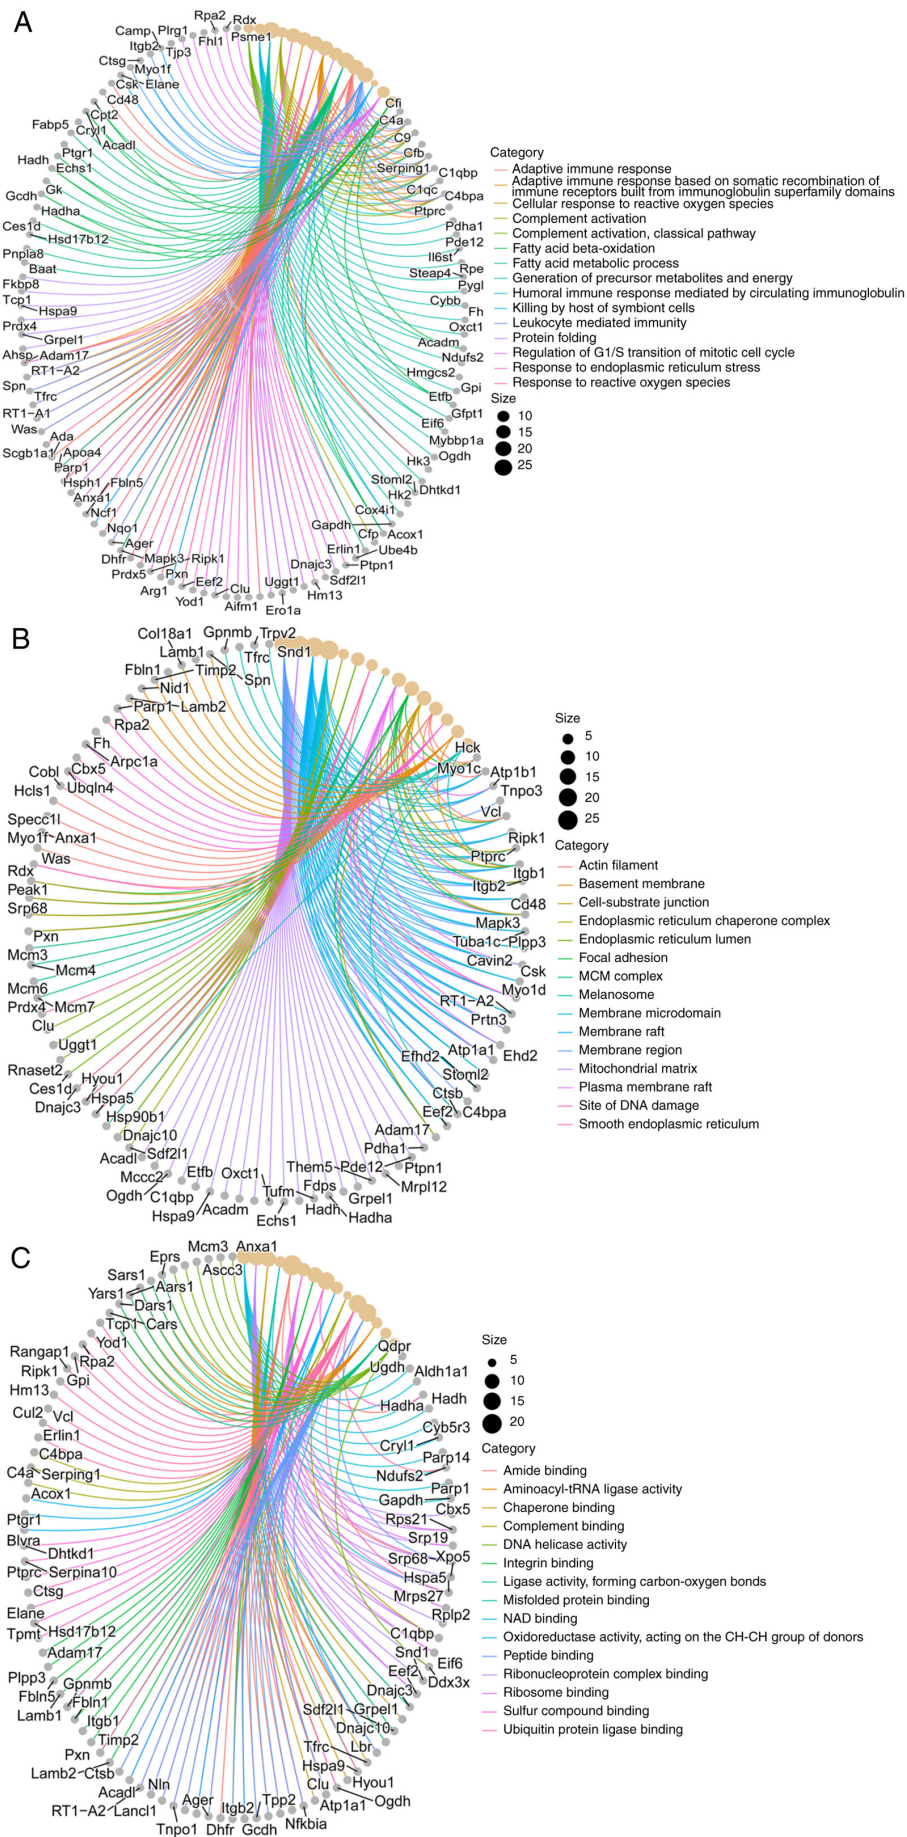 A
Rpa2
Rdx
Camp
Plrg1
Fhl1
Psme1
Itgb2
Tjp3
Ctsg
Myo1f
Csk
Elane
Cd48
Cpt2
Fabp5
Cryl1
Acadl
Ptgr1
Hadh
Echs1
Gk
Gcdh
Hadha
Ces1d
Hsd17b12
Pnpla8
Baat
Fkbp8
Tcp1
Hspa9
Prdx4
Grpel1
Ahsp
Adam17
RT1-A2
Spn
Tfrc
RT1-A1
Was
Ada
Scgb1a1
Apoa4
Parp1
Hsph1
Fbln5
Anxa1
Ncf1
Nqo1
Ager
Dhfr
Mapk3
Ripk1
Prdx5
Pxn
Arg1
Eef2
Yod1
Clu
Aifm1
Uggt1
Ero1a
Dnajc3
Hm13
Sdf2l1
Erlin1
Ptpn1
Ube4b
Cfp
Acox1
Gapdh
Cox4i1
Hk2
Dhtkd1
Stoml2
Hk3
Ogdh
Mybbp1a
Eif6
Gfpt1
Etfb
Gpi
Hmgcs2
Ndufs2
Acadm
Oxct1
Fh
Cybb
Pygl
Steap4
Rpe
Il6st
Pde12
Pdha1
Ptprc
C4bpa
C1qc
C1qbp
Serping1
Cfb
C9
C4a
Cfi
Category
Adaptive immune response
Adaptive immune response based on somatic recombination of
immune receptors built from immunoglobulin superfamily domains
Cellular response to reactive oxygen species
Complement activation
Complement activation, classical pathway
Fatty acid beta-oxidation
Fatty acid metabolic process
Generation of precursor metabolites and energy
Humoral immune response mediated by circulating immunoglobulin
Killing by host of symbiont cells
Leukocyte mediated immunity
Protein folding
Regulation of G1/S transition of mitotic cell cycle
Response to endoplasmic reticulum stress
Response to reactive oxygen species
Size
10
15
20
25
B
Col18a1
Gpnmb
Trpv2
Lamb1
Tfrc
Snd1
Fbln1
Timp2
Spn
Nid1
Parp1
Lamb2
Rpa2
Fh
Arpc1a
Cobl
Cbx5
Hcls1
Ubqln4
Specc1l
Myo1f
Anxa1
Was
Rdx
Peak1
Srp68
Pxn
Mcm3
Mcm4
Mcm6
Prdx4
Mcm7
Clu
Uggt1
Rnaset2
Hyou1
Ces1d
Hspa5
Dnajc3
Hsp90b1
Dnajc10
Acadl
Sdf2l1
Mccc2
Ogdh
C1qbp
Etfb
Hspa9
Acadm
Oxct1
Echs1
Tufm
Hadh
Fdps
Them5
Hadha
Pde12
Grpel1
Mrpl12
Ptpn1
Pdha1
Adam17
Eef2
C4bpa
Ctsb
Stoml2
Efhd2
Atp1a1
Ehd2
Prtn3
RT1-A2
Myo1d
Csk
Cavin2
Tuba1c
Plpp3
Mapk3
Cd48
Itgb2
Itgb1
Ptprc
Ripk1
Vcl
Tnpo3
Atp1b1
Myo1c
Hck
Size
5
10
15
20
25
Category
Actin filament
Basement membrane
Cell-substrate junction
Endoplasmic reticulum chaperone complex
Endoplasmic reticulum lumen
Focal adhesion
MCM complex
Melanosome
Membrane microdomain
Membrane raft
Membrane region
Mitochondrial matrix
Plasma membrane raft
Site of DNA damage
Smooth endoplasmic reticulum
C
Mcm3
Anxa1
Eprs
Ascc3
Sars1
Aars1
Yars1
Dars1
Tcp1
Cars
Yod1
Rangap1
Rpa2
Ripk1
Gpi
Hm13
Cul2
Vcl
Erlin1
C4bpa
C4a
Serping1
Acox1
Ptgr1
Blvra
Dhtkd1
Ptprc
Serpina10
Ctsg
Elane
Tpmt
Hsd17b12
Adam17
Plpp3
Gpnmb
Fbln5
Fbln1
Lamb1
Itgb1
Timp2
Pxn
Lamb2
Ctsb
Acadl
Nln
RT1-A2
Lancl1
Ager
Tnpo1
Dhfr
Itgb2
Gcdh
Tpp2
Nfkbia
Atp1a1
Clu
Ogdh
Hyou1
Hspa9
Tfrc
Lbr
Dnajc10
Sdf2l1
Grpel1
Dnajc3
Ddx3x
Eef2
Eif6
Snd1
C1qbp
Rplp2
Mrps27
Hspa5
Srp68
Xpo5
Srp19
Rps21
Cbx5
Gapdh
Parp1
Ndufs2
Parp14
Cryl1
Cyb5r3
Hadha
Hadh
Aldh1a1
Ugdh
Qdpr
Size
5
10
15
20
Category
Amide binding
Aminoacyl-tRNA ligase activity
Chaperone binding
Complement binding
DNA helicase activity
Integrin binding
Ligase activity, forming carbon-oxygen bonds
Misfolded protein binding
NAD binding
Oxidoreductase activity, acting on the CH-CH group of donors
Peptide binding
Ribonucleoprotein complex binding
Ribosome binding
Sulfur compound binding
Ubiquitin protein ligase binding